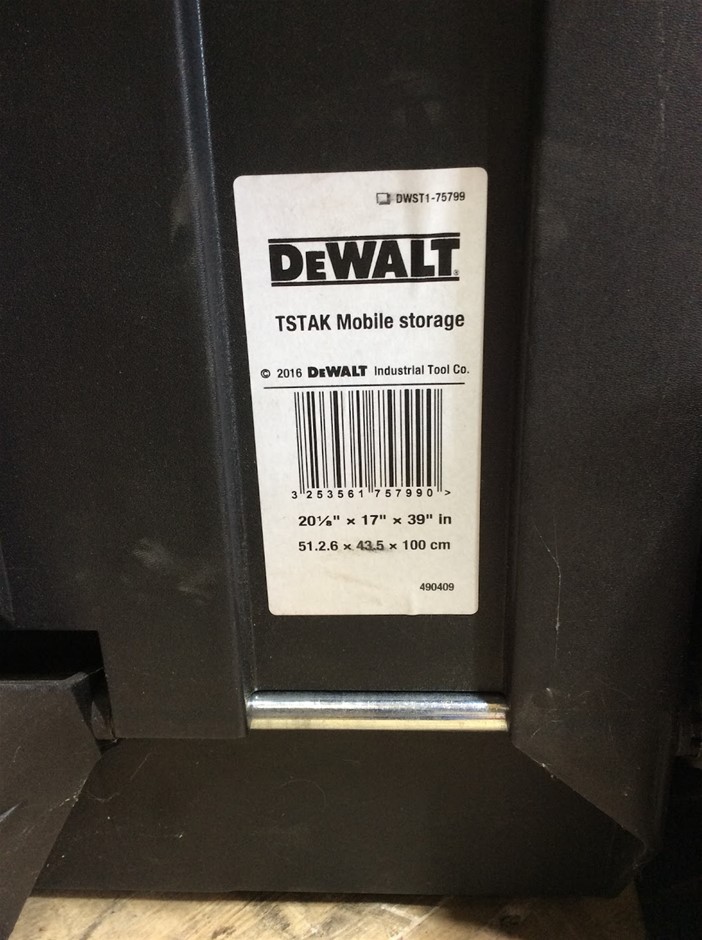 DWST1-75799
DEWALT®
TSTAK Mobile storage
© 2016 DEWALT Industrial Tool Co.
3 253561 757990 >
20⅛" × 17" × 39" in
51.2.6 × 43.5 × 100 cm
490409